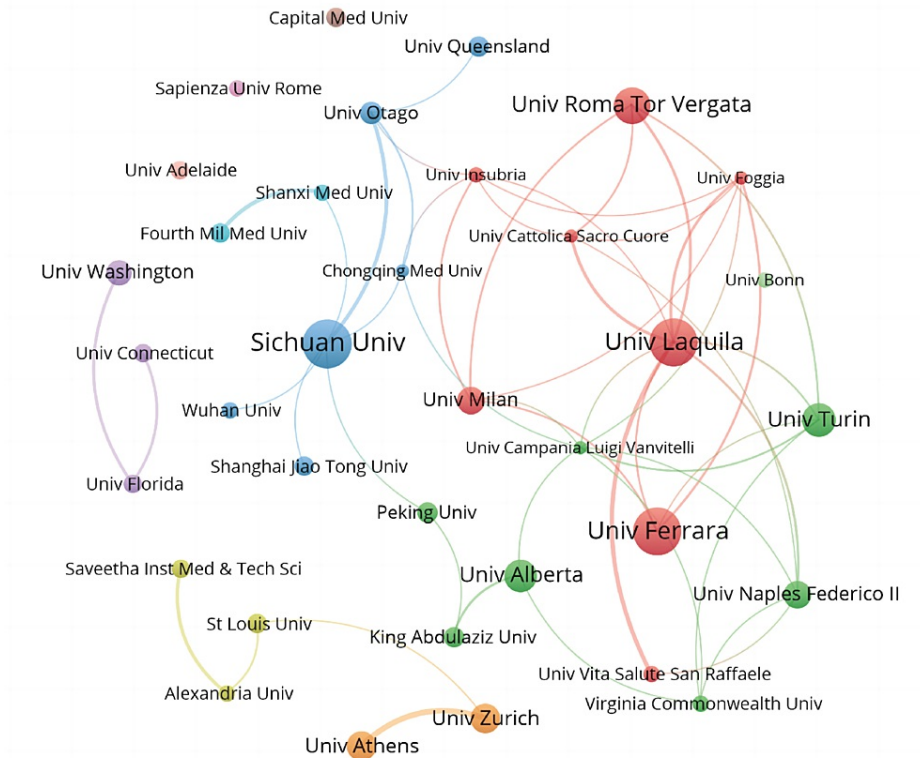 Capital Med Univ
Univ Queensland
Sapienza Univ Rome
Univ Roma Tor Vergata
Univ Otago
Univ Adelaide
Univ Insubria
Univ Foggia
Shanxi Med Univ
Fourth Mil Med Univ
Univ Cattolica Sacro Cuore
Univ Washington
Chongqing Med Univ
Univ Bonn
Sichuan Univ
Univ Laquila
Univ Connecticut
Univ Milan
Wuhan Univ
Univ Turin
Univ Campania Luigi Vanvitelli
Shanghai Jiao Tong Univ
Univ Florida
Peking Univ
Univ Ferrara
Saveetha Inst Med & Tech Sci
Univ Alberta
Univ Naples Federico II
St Louis Univ
King Abdulaziz Univ
Univ Vita Salute San Raffaele
Alexandria Univ
Virginia Commonwealth Univ
Univ Zurich
Univ Athens